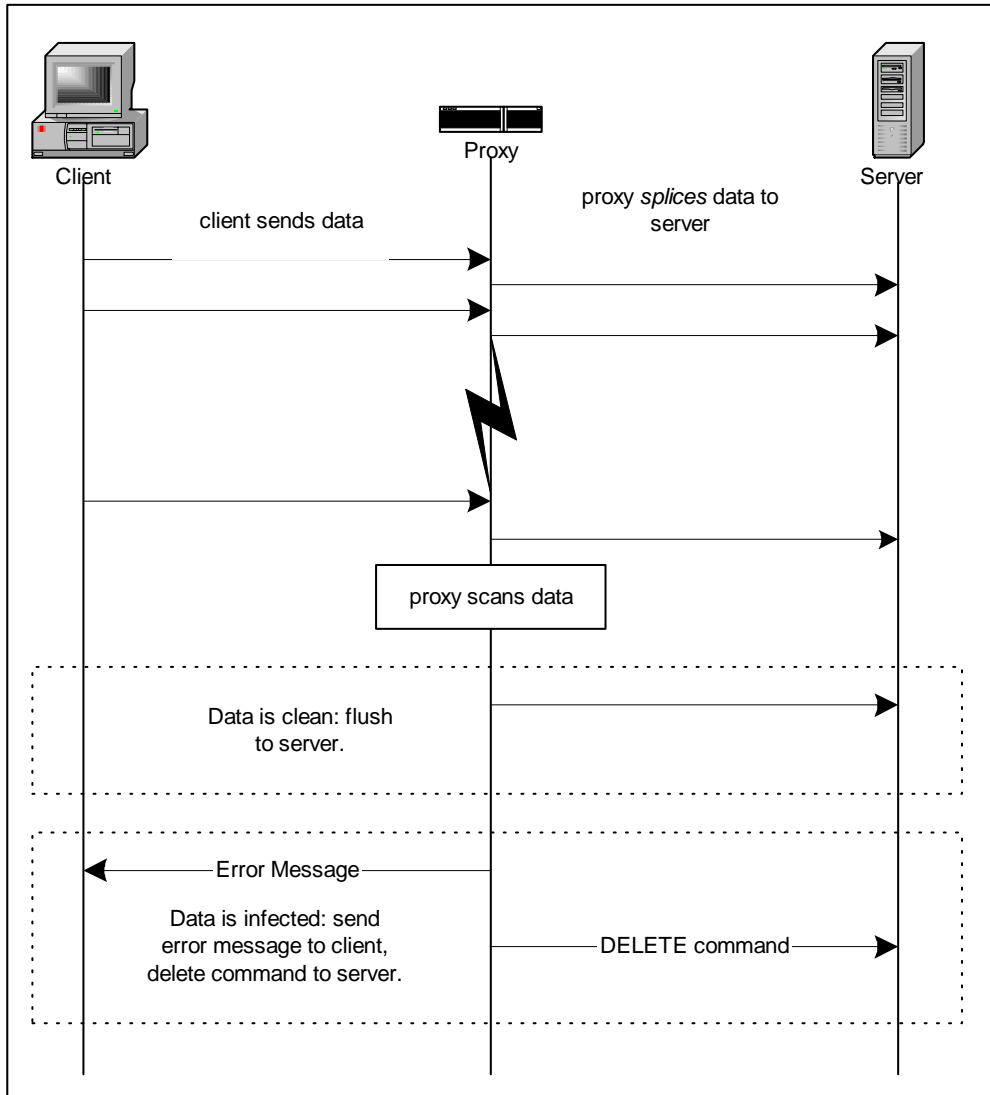 Client
Proxy
Server
client sends data
proxy splices data to
server
proxy scans data
Data is clean: flush
to server.
Error Message
Data is infected: send
error message to client,
delete command to server.
DELETE command